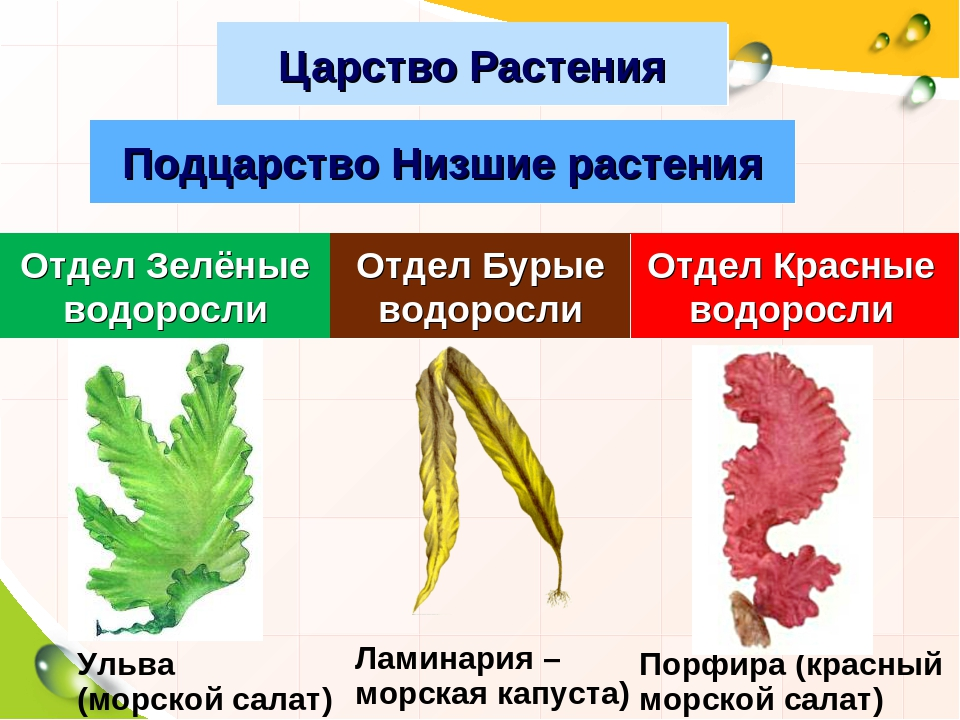 Царство Растения
Подцарство Низшие растения
Отдел Зелёные
водоросли
Отдел Бурые
водоросли
Отдел Красные
водоросли
Ульва
(морской салат)
Ламинария –
морская капуста)
Порфира (красный
морской салат)